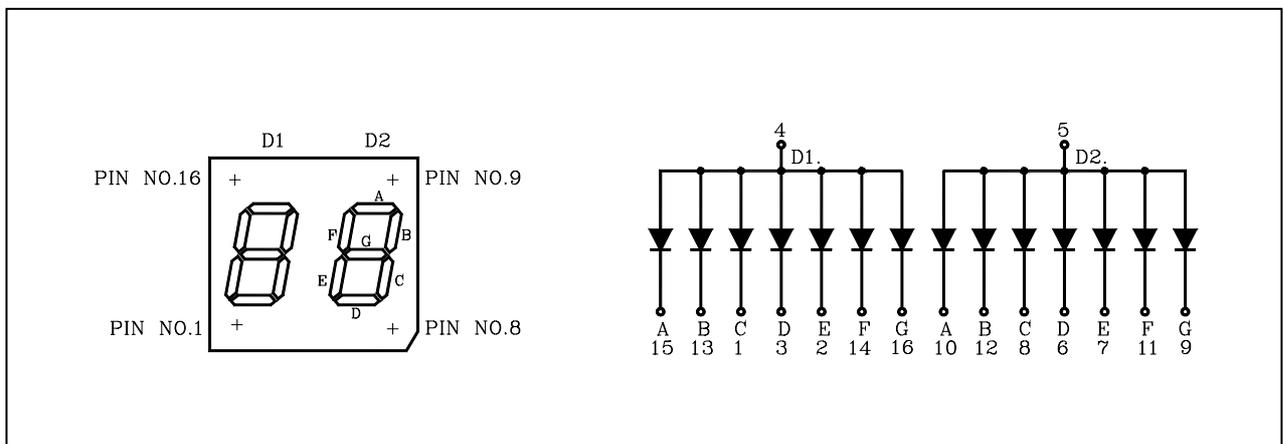 D1 D2
PIN NO.16 PIN NO.9
A
F B
G
E C
D
PIN NO.1 PIN NO.8
4 5
D1. D2.
A B C D E F G A B C D E F G
15 13 1 3 2 14 16 10 12 8 6 7 11 9